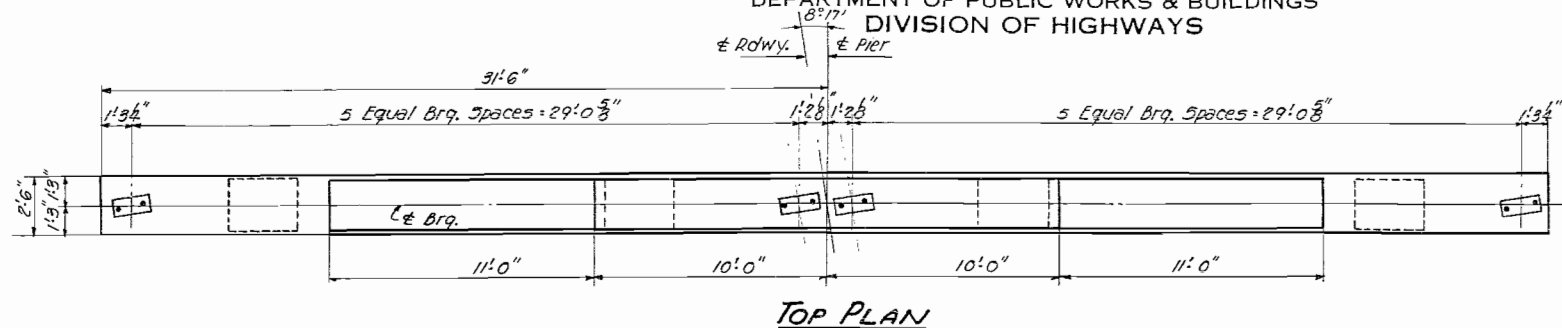 DEPARTMENT OF PUBLIC WORKS & BUILDINGS
DIVISION OF HIGHWAYS
8°17'
℄ Rdwy. ℄ Pier
31'-6"
1'-3¼" 5 Equal Brg. Spaces = 29'-0⅝" 1'-2⅛" 1'-2⅛" 5 Equal Brg. Spaces = 29'-0⅝" 1'-3¼"
2'-6" 1'-3" 1'-3"
℄ Brg.
11'-0" 10'-0" 10'-0" 11'-0"
TOP PLAN